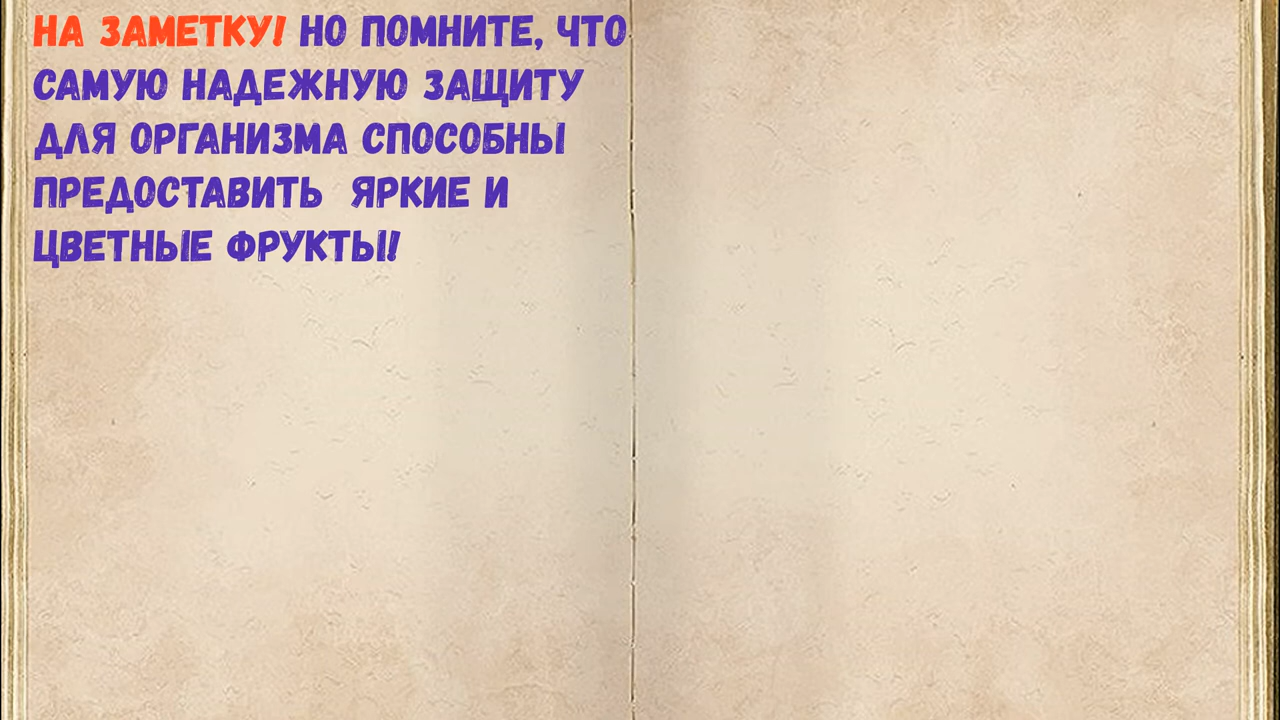 НА ЗАМЕТКУ! НО ПОМНИТЕ, ЧТО
САМУЮ НАДЕЖНУЮ ЗАЩИТУ
ДЛЯ ОРГАНИЗМА СПОСОБНЫ
ПРЕДОСТАВИТЬ  ЯРКИЕ И
ЦВЕТНЫЕ ФРУКТЫ!